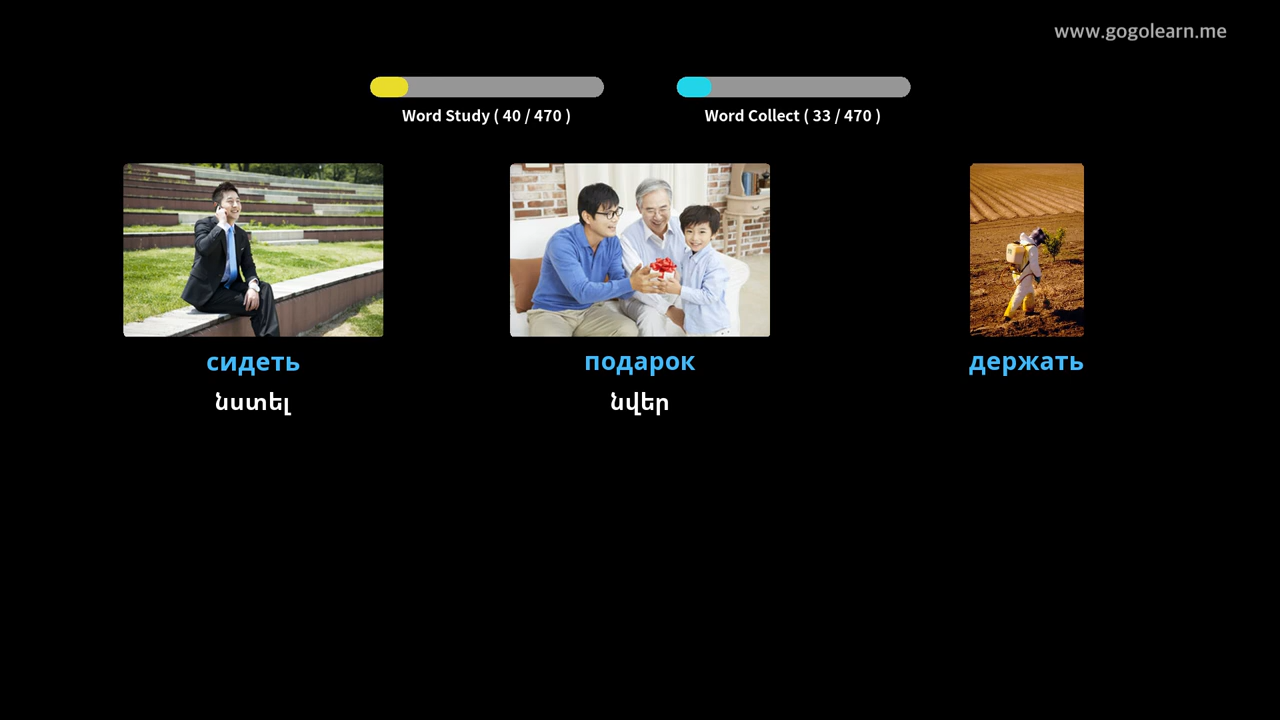 www.gogolearn.me
Word Study ( 40 / 470 )
Word Collect ( 33 / 470 )
сидеть
նստել
подарок
նվեր
держать